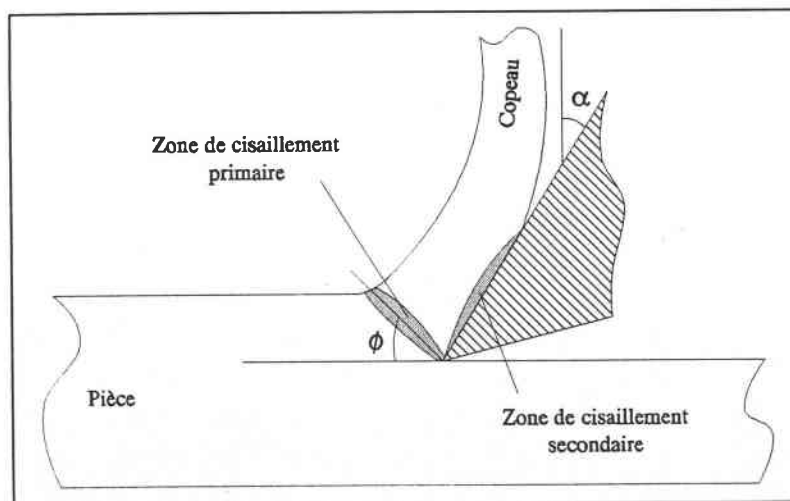 Copeau
α
Zone de cisaillement
primaire
ϕ
Pièce
Zone de cisaillement
secondaire